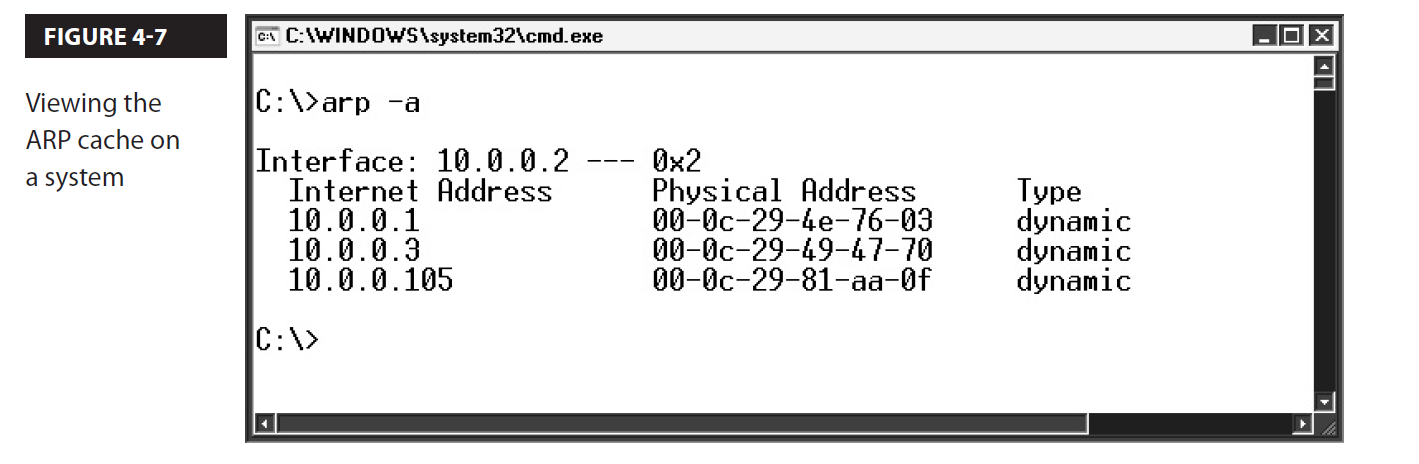 FIGURE 4-7
Viewing the
ARP cache on
a system
C:\WINDOWS\system32\cmd.exe
C:\>arp -a
Interface: 10.0.0.2 --- 0x2
Internet Address Physical Address Type
10.0.0.1 00-0c-29-4e-76-03 dynamic
10.0.0.3 00-0c-29-49-47-70 dynamic
10.0.0.105 00-0c-29-81-aa-0f dynamic
C:\>